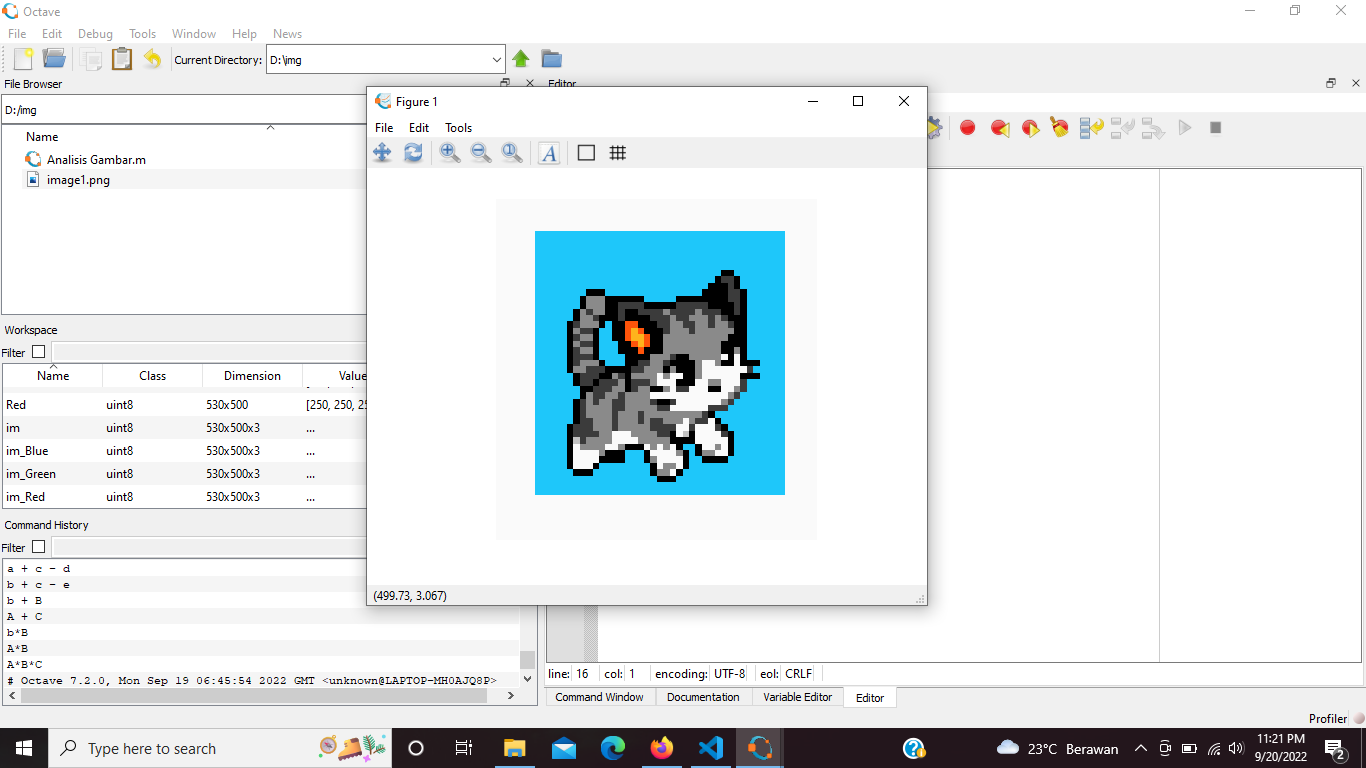 Octave
File Edit Debug Tools Window Help News
Current Directory: D:\img
File Browser
D:/img
Name
Analisis Gambar.m
image1.png
Workspace
Filter
Name Class Dimension Value
Red uint8 530x500 [250, 250, 25
im uint8 530x500x3 ...
im_Blue uint8 530x500x3 ...
im_Green uint8 530x500x3 ...
im_Red uint8 530x500x3 ...
Command History
Filter
a + c - d
b + c - e
b + B
A + C
b*B
A*B
A*B*C
# Octave 7.2.0, Mon Sep 19 06:45:54 2022 GMT <unknown@LAPTOP-MH0AJQ8P>
Figure 1
File Edit Tools
A
(499.73, 3.067)
Editor
line: 16 col: 1 encoding: UTF-8 eol: CRLF
Command Window Documentation Variable Editor Editor
Profiler
Type here to search
23°C Berawan
11:21 PM
9/20/2022
2